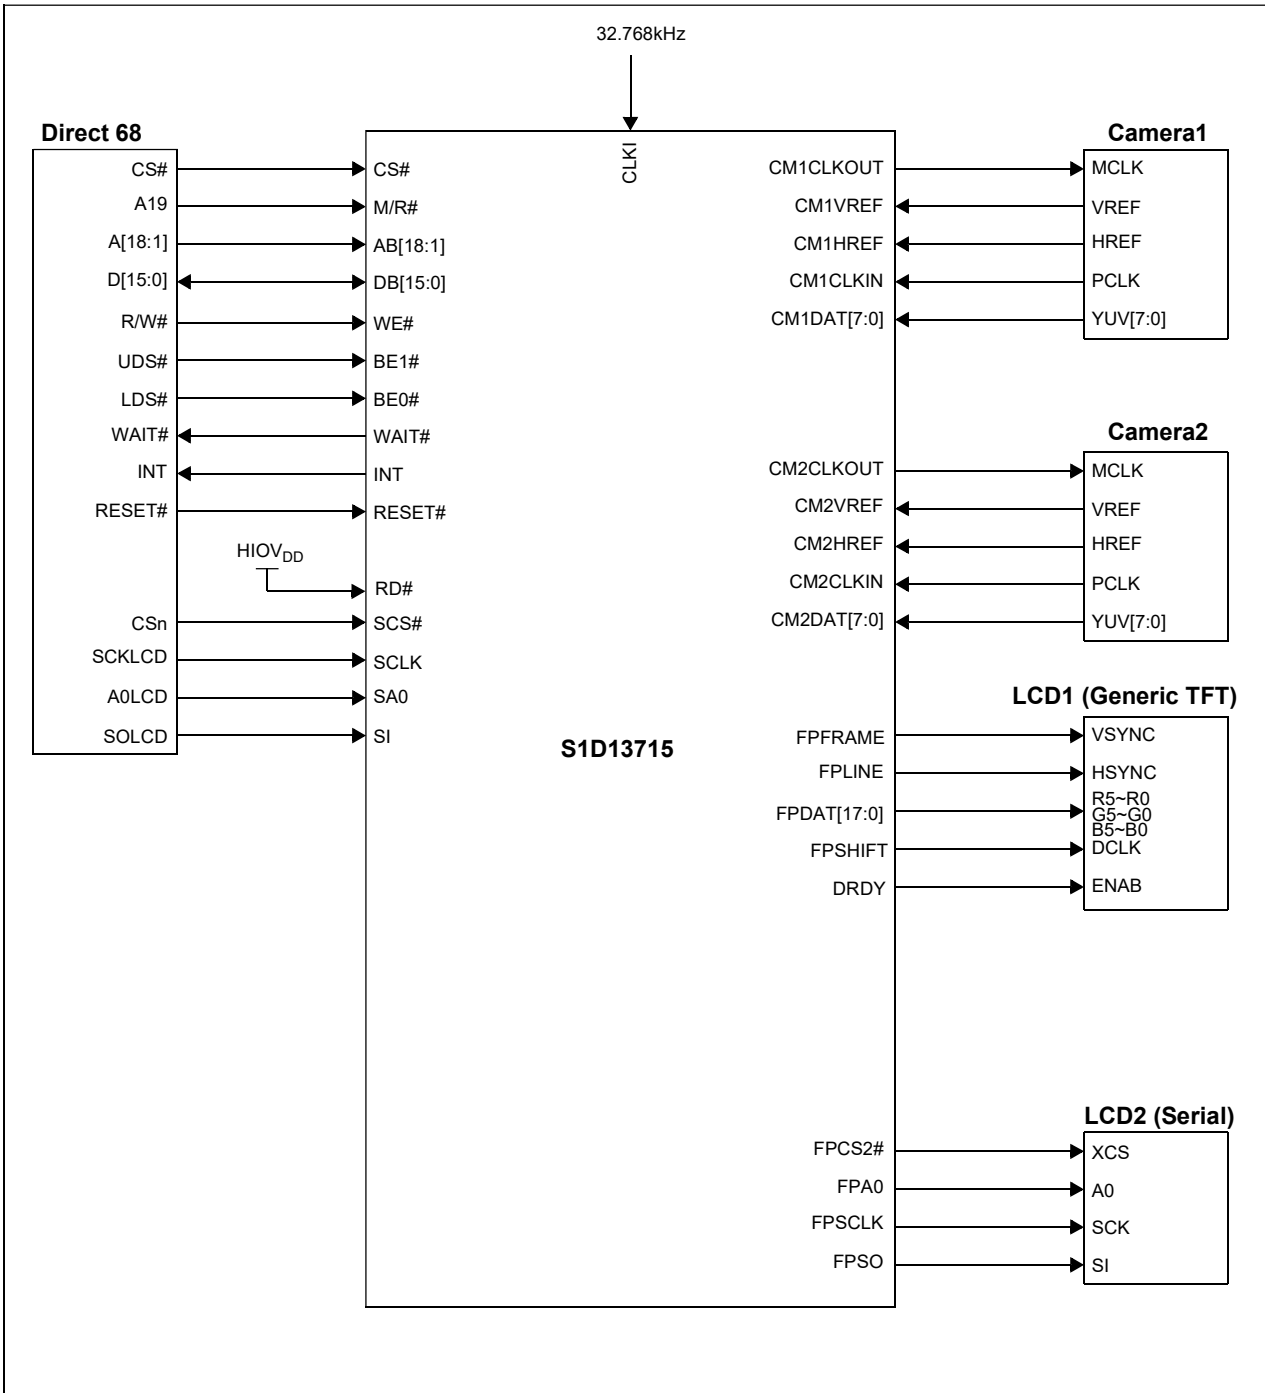 32.768kHz
CLKI
Direct 68
CS#
A19
A[18:1]
D[15:0]
R/W#
UDS#
LDS#
WAIT#
INT
RESET#
HIOVDD
CSn
SCKLCD
A0LCD
SOLCD
CS#
M/R#
AB[18:1]
DB[15:0]
WE#
BE1#
BE0#
WAIT#
INT
RESET#
RD#
SCS#
SCLK
SA0
SI
S1D13715
CM1CLKOUT
CM1VREF
CM1HREF
CM1CLKIN
CM1DAT[7:0]
CM2CLKOUT
CM2VREF
CM2HREF
CM2CLKIN
CM2DAT[7:0]
FPFRAME
FPLINE
FPDAT[17:0]
FPSHIFT
DRDY
FPCS2#
FPA0
FPSCLK
FPSO
Camera1
MCLK
VREF
HREF
PCLK
YUV[7:0]
Camera2
MCLK
VREF
HREF
PCLK
YUV[7:0]
LCD1 (Generic TFT)
VSYNC
HSYNC
R5~R0
G5~G0
B5~B0
DCLK
ENAB
LCD2 (Serial)
XCS
A0
SCK
SI